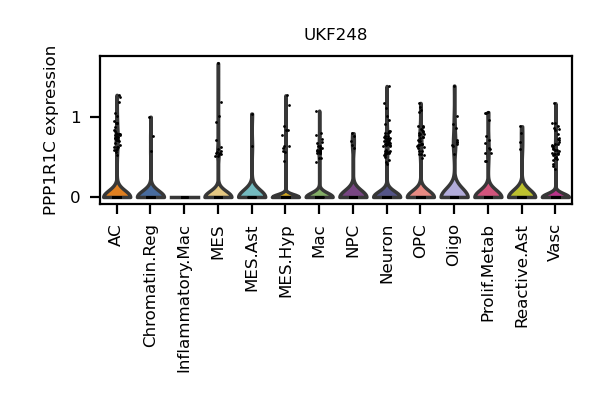 UKF248
PPP1R1C expression
1
0
AC
Chromatin.Reg
Inflammatory.Mac
MES
MES.Ast
MES.Hyp
Mac
NPC
Neuron
OPC
Oligo
Prolif.Metab
Reactive.Ast
Vasc